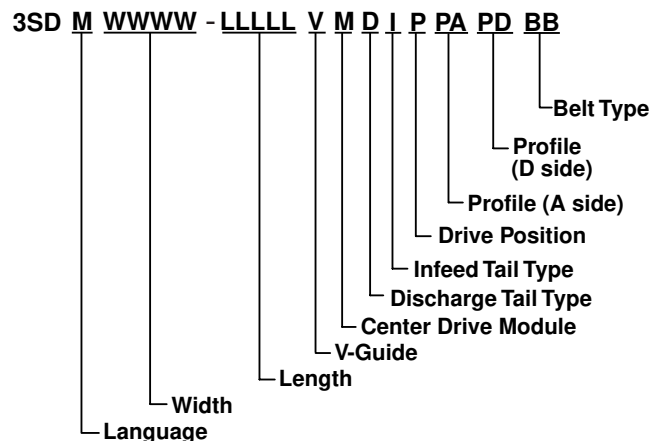 3SD M WWWW - LLLLL V M D I P PA PD BB
Belt Type
Profile
(D side)
Profile (A side)
Drive Position
Infeed Tail Type
Discharge Tail Type
Center Drive Module
V-Guide
Length
Width
Language